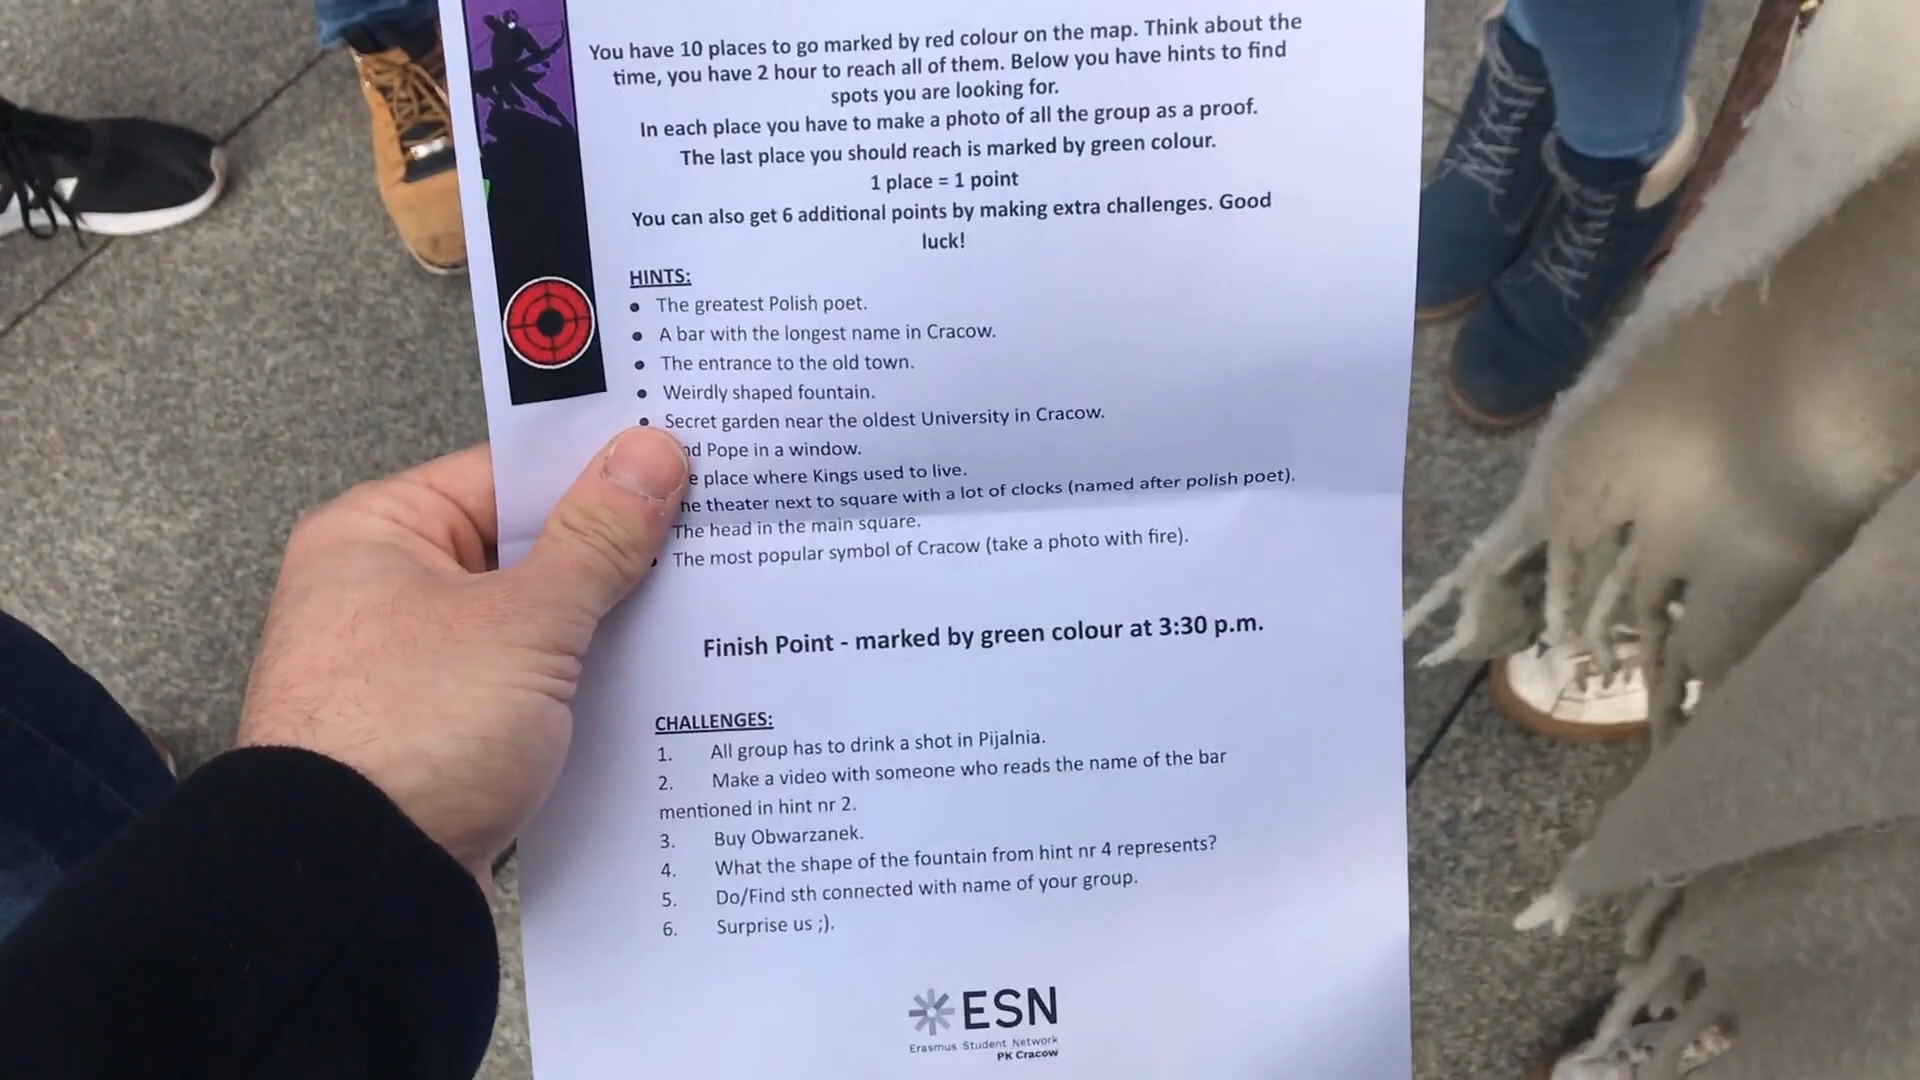 You have 10 places to go marked by red colour on the map. Think about the
time, you have 2 hour to reach all of them. Below you have hints to find
spots you are looking for.
In each place you have to make a photo of all the group as a proof.
The last place you should reach is marked by green colour.
1 place = 1 point
You can also get 6 additional points by making extra challenges. Good
luck!
HINTS:
The greatest Polish poet.
A bar with the longest name in Cracow.
The entrance to the old town.
Weirdly shaped fountain.
Secret garden near the oldest University in Cracow.
Pope in a window.
place where Kings used to live.
theater next to square with a lot of clocks (named after polish poet).
The head in the main square.
The most popular symbol of Cracow (take a photo with fire).
Finish Point - marked by green colour at 3:30 p.m.
CHALLENGES:
1. All group has to drink a shot in Pijalnia.
2. Make a video with someone who reads the name of the bar
mentioned in hint nr 2.
3. Buy Obwarzanek.
4. What the shape of the fountain from hint nr 4 represents?
5. Do/Find sth connected with name of your group.
6. Surprise us ;).
ESN
Erasmus Student Network
PK Cracow